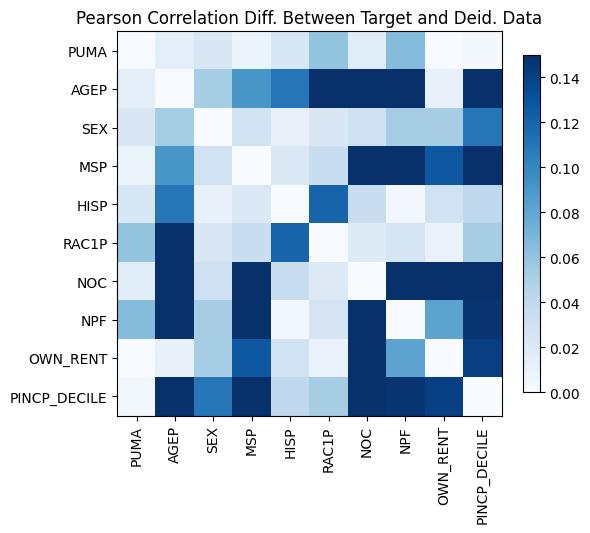 Pearson Correlation Diff. Between Target and Deid. Data
PUMA
AGEP
SEX
MSP
HISP
RAC1P
NOC
NPF
OWN_RENT
PINCP_DECILE
PUMA
AGEP
SEX
MSP
HISP
RAC1P
NOC
NPF
OWN_RENT
PINCP_DECILE
0.14
0.12
0.10
0.08
0.06
0.04
0.02
0.00